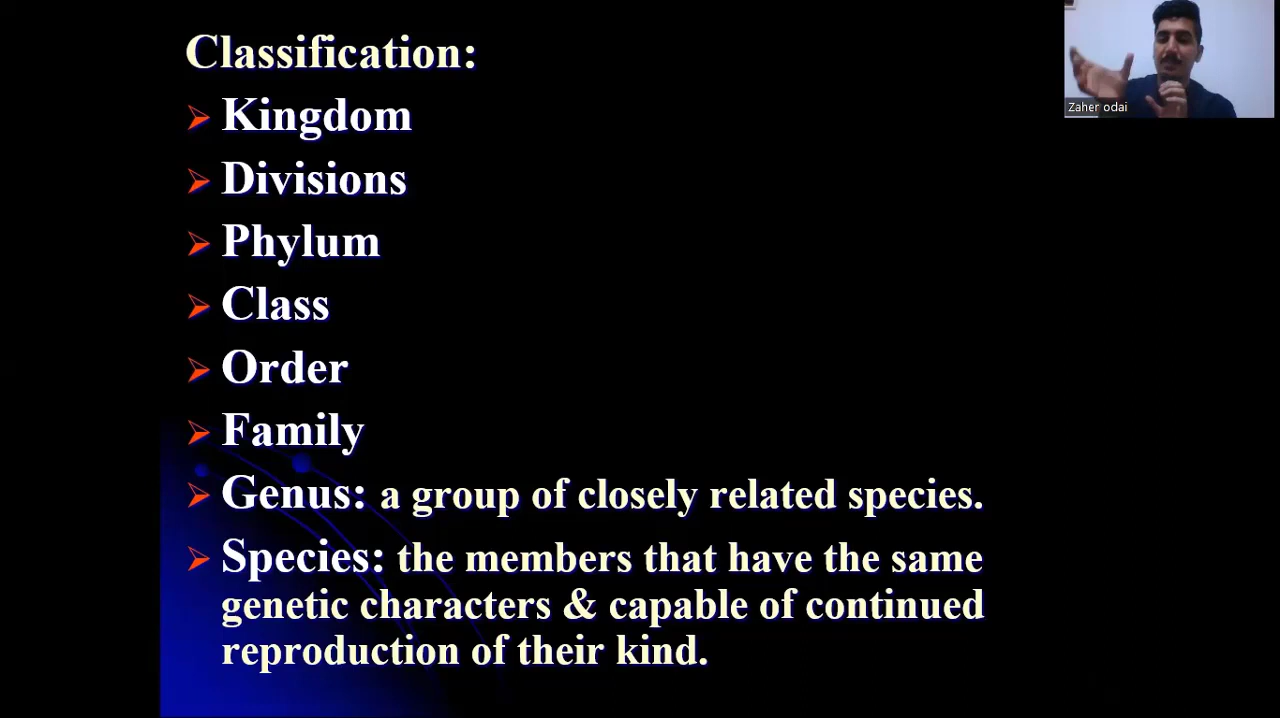 Classification:
Kingdom
Divisions
Phylum
Class
Order
Family
Genus: a group of closely related species.
Species: the members that have the same
genetic characters & capable of continued
reproduction of their kind.
Zaher odai